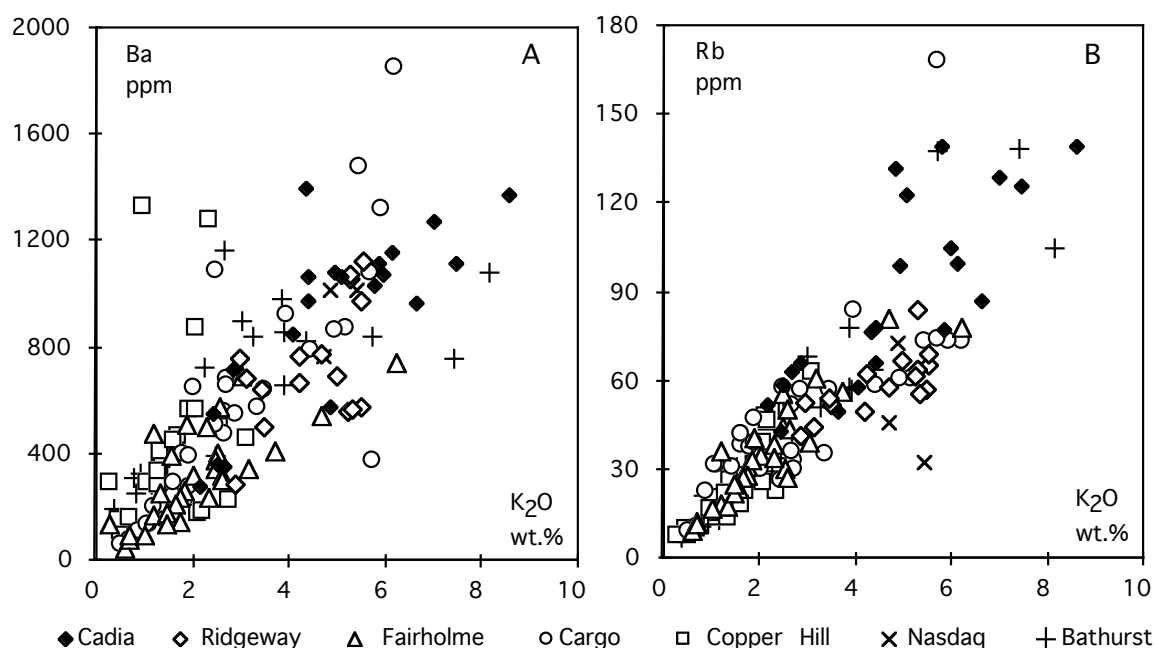 2000
1600
1200
800
400
0
Ba
ppm
A
K2O
wt.%
0 2 4 6 8 10
180
150
120
90
60
30
0
Rb
ppm
B
K2O
wt.%
0 2 4 6 8 10
Cadia Ridgeway Fairholme Cargo Copper Hill Nasdaq Bathurst